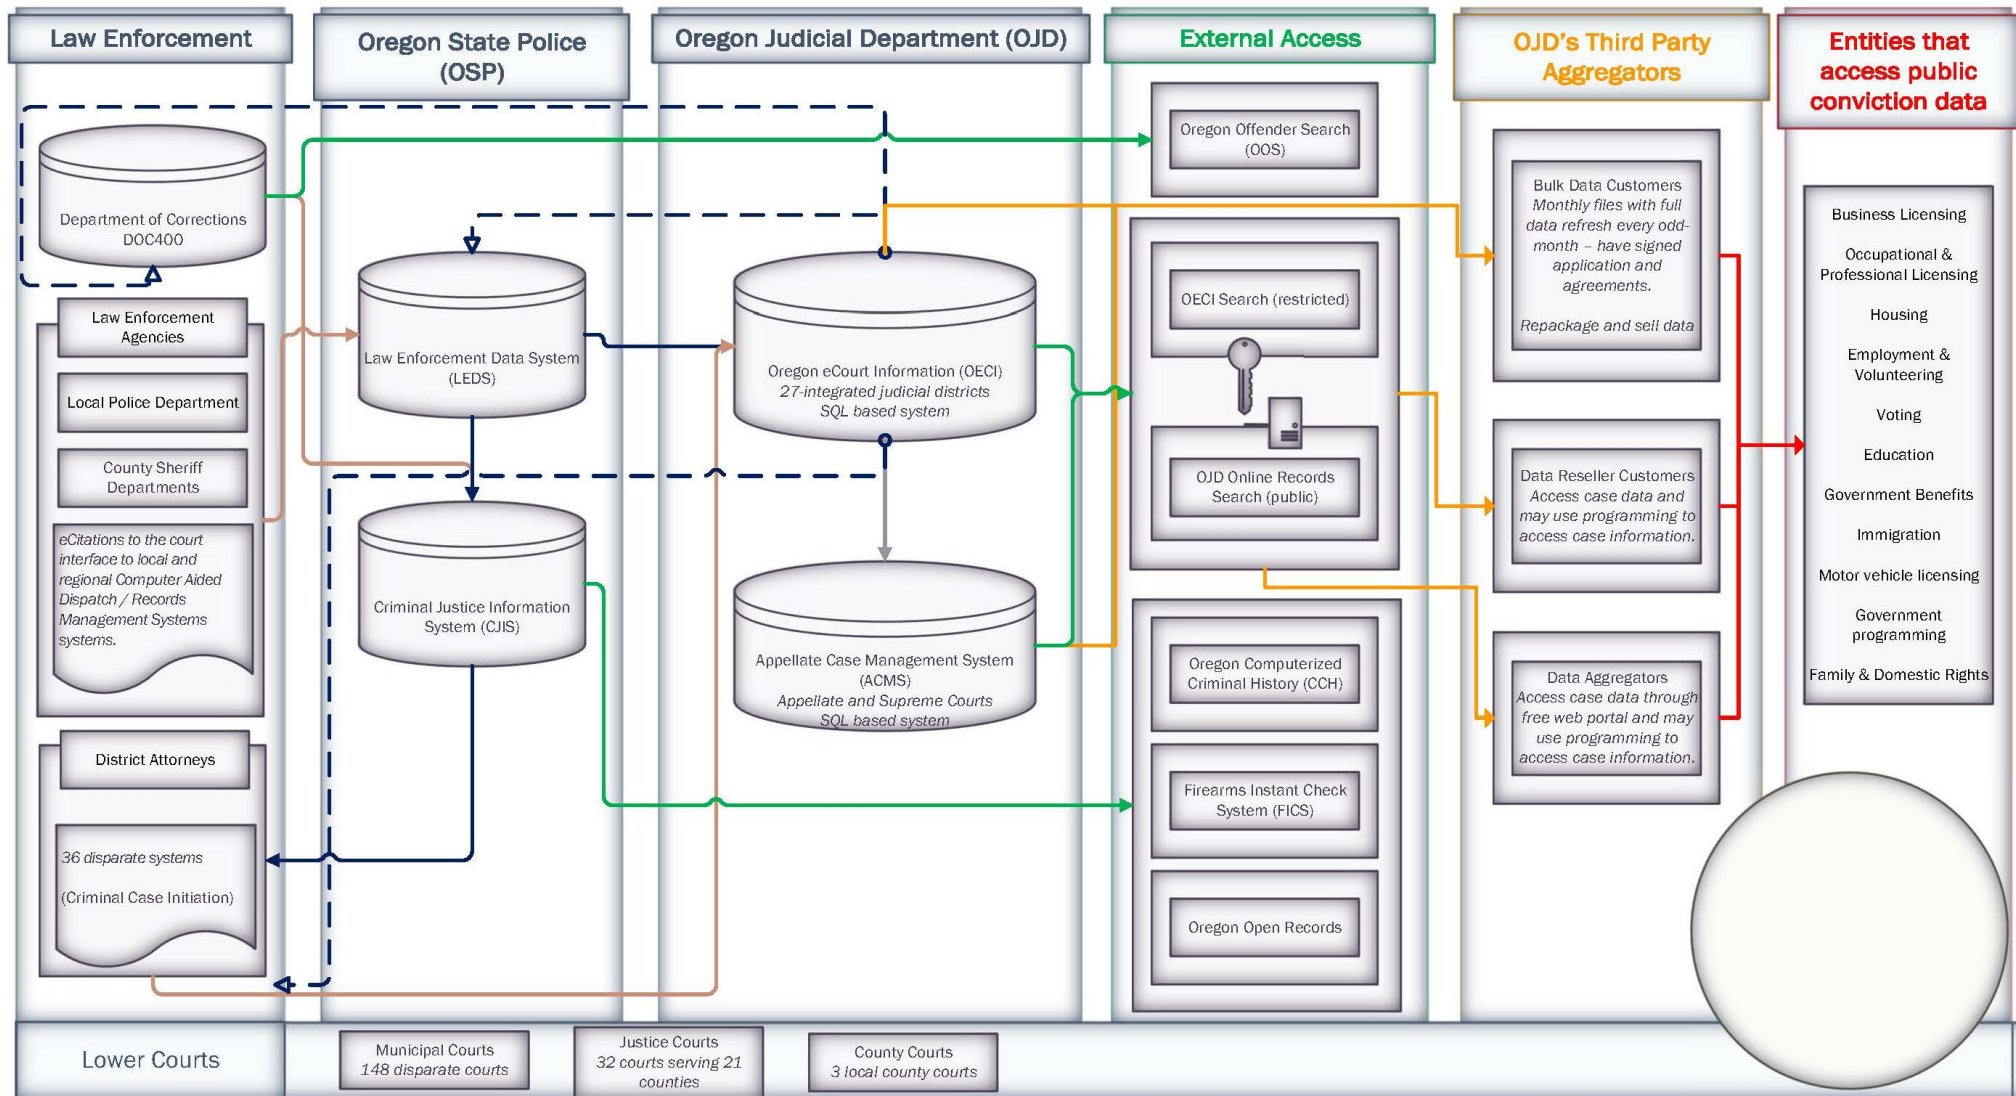 Law Enforcement
Oregon State Police
(OSP)
Oregon Judicial Department (OJD)
External Access
OJD's Third Party
Aggregators
Entities that
access public
conviction data
Department of Corrections
DOC400
Law Enforcement
Agencies
Local Police Department
County Sheriff
Departments
eCitations to the court
interface to local and
regional Computer Aided
Dispatch / Records
Management Systems
systems.
District Attorneys
36 disparate systems
(Criminal Case Initiation)
Law Enforcement Data System
(LEDS)
Criminal Justice Information
System (CJIS)
Oregon eCourt Information (OECI)
27-integrated judicial districts
SQL based system
Appellate Case Management System
(ACMS)
Appellate and Supreme Courts
SQL based system
Oregon Offender Search
(OOS)
OECI Search (restricted)
OJD Online Records
Search (public)
Oregon Computerized
Criminal History (CCH)
Firearms Instant Check
System (FICS)
Oregon Open Records
Bulk Data Customers
Monthly files with full
data refresh every odd-
month – have signed
application and
agreements.
Repackage and sell data
Data Reseller Customers
Access case data and
may use programming to
access case information.
Data Aggregators
Access case data through
free web portal and may
use programming to
access case information.
Business Licensing
Occupational &
Professional Licensing
Housing
Employment &
Volunteering
Voting
Education
Government Benefits
Immigration
Motor vehicle licensing
Government
programming
Family & Domestic Rights
Lower Courts
Municipal Courts
148 disparate courts
Justice Courts
32 courts serving 21
counties
County Courts
3 local county courts